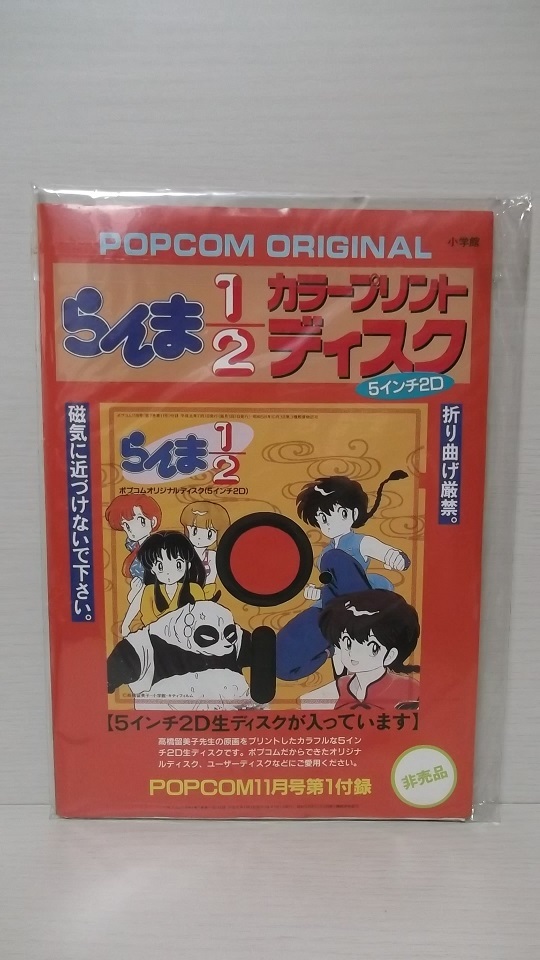 POPCOM ORIGINAL
小学館
らんま1/2
カラープリント
ディスク
5インチ2D
磁気に近づけないで下さい。
折り曲げ厳禁。
らんま1/2
ポプコムオリジナルディスク(5インチ2D)
【5インチ2D生ディスクが入っています】
高橋留美子先生の原画をプリントしたカラフルな5イン
チ2D生ディスクです。ポプコムだからできたオリジナ
ルディスク、ユーザーディスクなどにご愛用ください。
POPCOM11月号第1付録
非売品